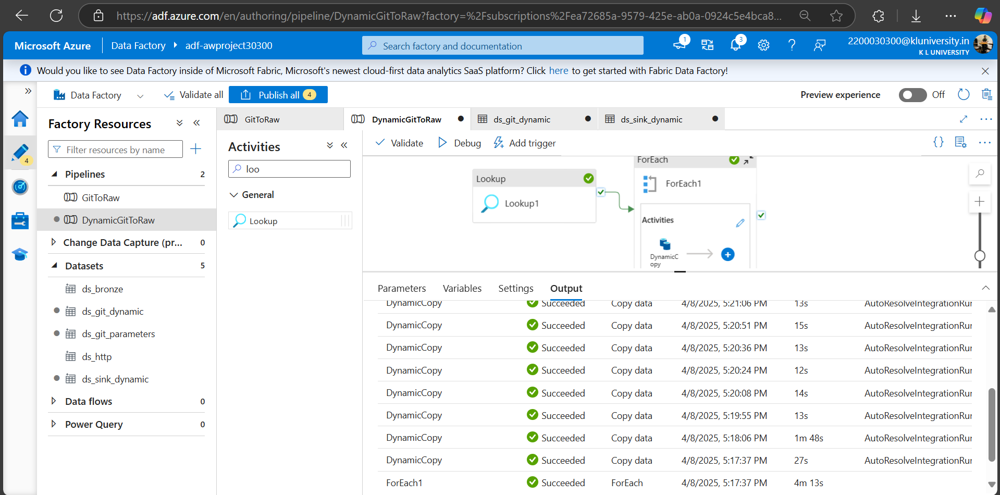 https://adf.azure.com/en/authoring/pipeline/DynamicGitToRaw?factory=%2Fsubscriptions%2Fea72685a-9579-425e-ab0a-0924c5e4bca8...
Microsoft Azure
Data Factory
adf-awproject30300
Search factory and documentation
1
3
2200030300@kluniversity.in
K L UNIVERSITY
Would you like to see Data Factory inside of Microsoft Fabric, Microsoft's newest cloud-first data analytics SaaS platform? Click here to get started with Fabric Data Factory!
Data Factory
Validate all
Publish all 4
Preview experience
Off
4
Factory Resources
Filter resources by name
Pipelines 2
GitToRaw
DynamicGitToRaw
Change Data Capture (pr... 0
Datasets 5
ds_bronze
ds_git_dynamic
ds_git_parameters
ds_http
ds_sink_dynamic
Data flows 0
Power Query 0
GitToRaw
DynamicGitToRaw
ds_git_dynamic
ds_sink_dynamic
Activities
loo
General
Lookup
Validate
Debug
Add trigger
Lookup
Lookup1
ForEach
ForEach1
Activities
DynamicC
opy
Parameters
Variables
Settings
Output
DynamicCopy Succeeded Copy data 4/8/2025, 5:21:06 PM 13s AutoResolveIntegrationRur
DynamicCopy Succeeded Copy data 4/8/2025, 5:20:51 PM 15s AutoResolveIntegrationRur
DynamicCopy Succeeded Copy data 4/8/2025, 5:20:36 PM 13s AutoResolveIntegrationRur
DynamicCopy Succeeded Copy data 4/8/2025, 5:20:24 PM 12s AutoResolveIntegrationRur
DynamicCopy Succeeded Copy data 4/8/2025, 5:20:08 PM 14s AutoResolveIntegrationRur
DynamicCopy Succeeded Copy data 4/8/2025, 5:19:55 PM 13s AutoResolveIntegrationRur
DynamicCopy Succeeded Copy data 4/8/2025, 5:18:06 PM 1m 48s AutoResolveIntegrationRur
DynamicCopy Succeeded Copy data 4/8/2025, 5:17:37 PM 27s AutoResolveIntegrationRur
ForEach1 Succeeded ForEach 4/8/2025, 5:17:37 PM 4m 13s